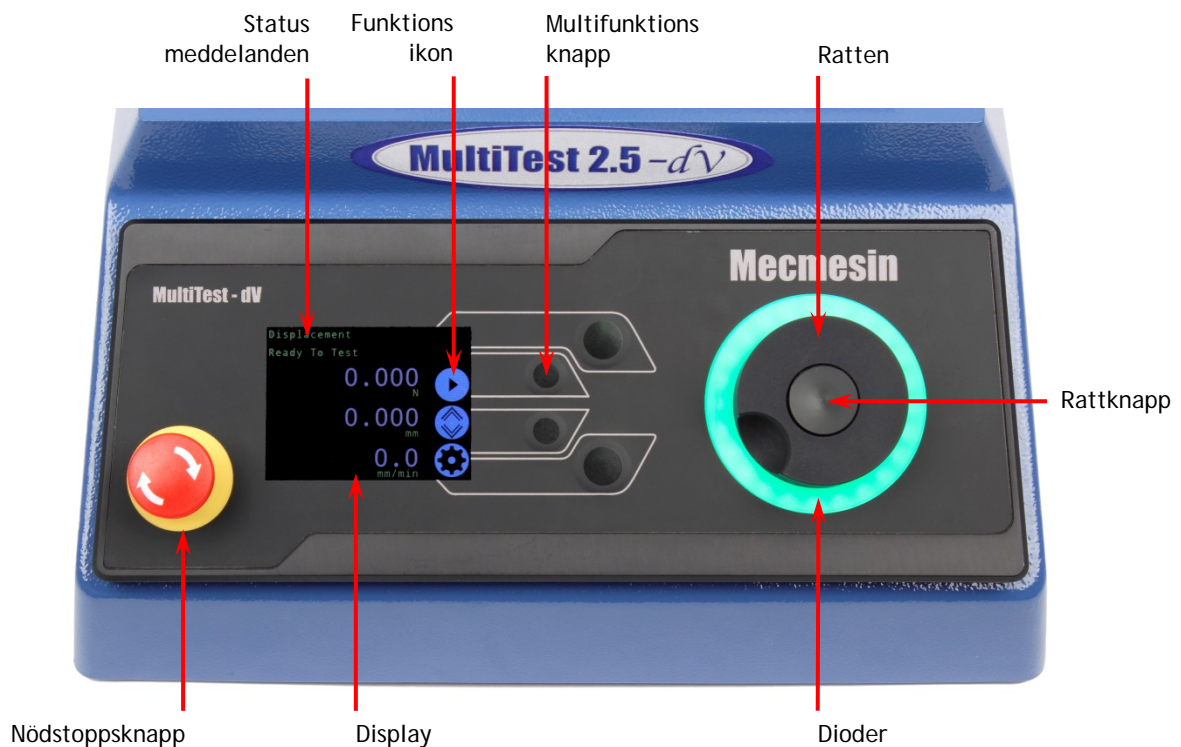 Status
meddelanden
Funktions
ikon
Multifunktions
knapp
Ratten
MultiTest 2.5-dV
Mecmesin
MultiTest - dV
Displacement
Ready To Test
0.000
N
0.000
mm
0.0
mm/min
Rattknapp
Nödstoppsknapp
Display
Dioder